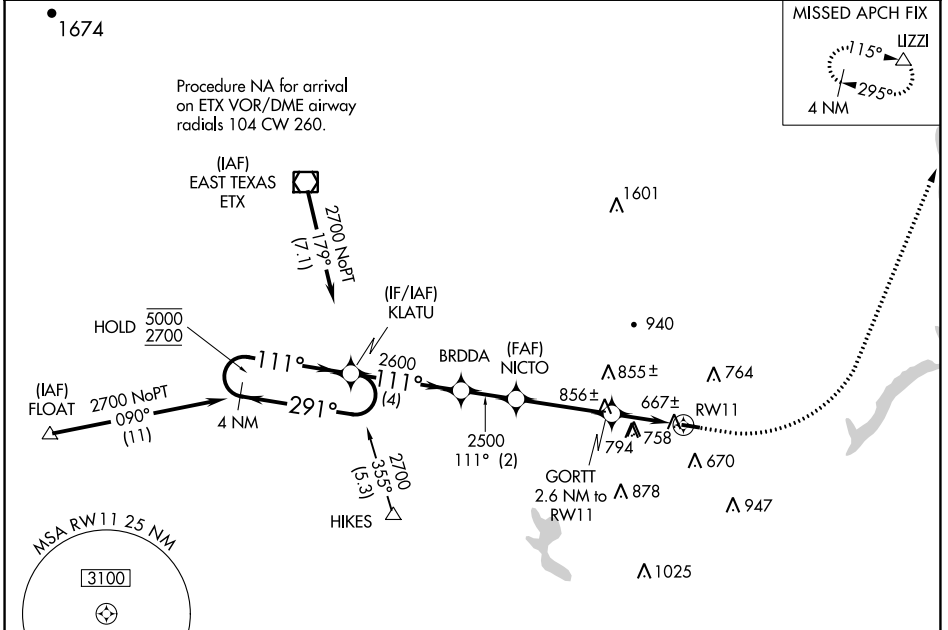 1674
MISSED APCH FIX
LIZZI
115°
295°
4 NM
Procedure NA for arrival
on ETX VOR/DME airway
radials 104 CW 260.
(IAF)
EAST TEXAS
ETX
2700 NoPT
179°
(7.1)
1601
(IF/IAF)
KLATU
HOLD 5000
2700
940
111°
2600
111°
(4)
BRDDA
(FAF)
NICTO
855±
764
(IAF)
FLOAT
2700 NoPT
090°
(11)
291°
4 NM
856±
667±
RW11
2500
111° (2)
794
758
670
GORTT
2.6 NM to
RW11
878
947
2700
355°
(5.3)
HIKES
1025
MSA RW11 25 NM
3100